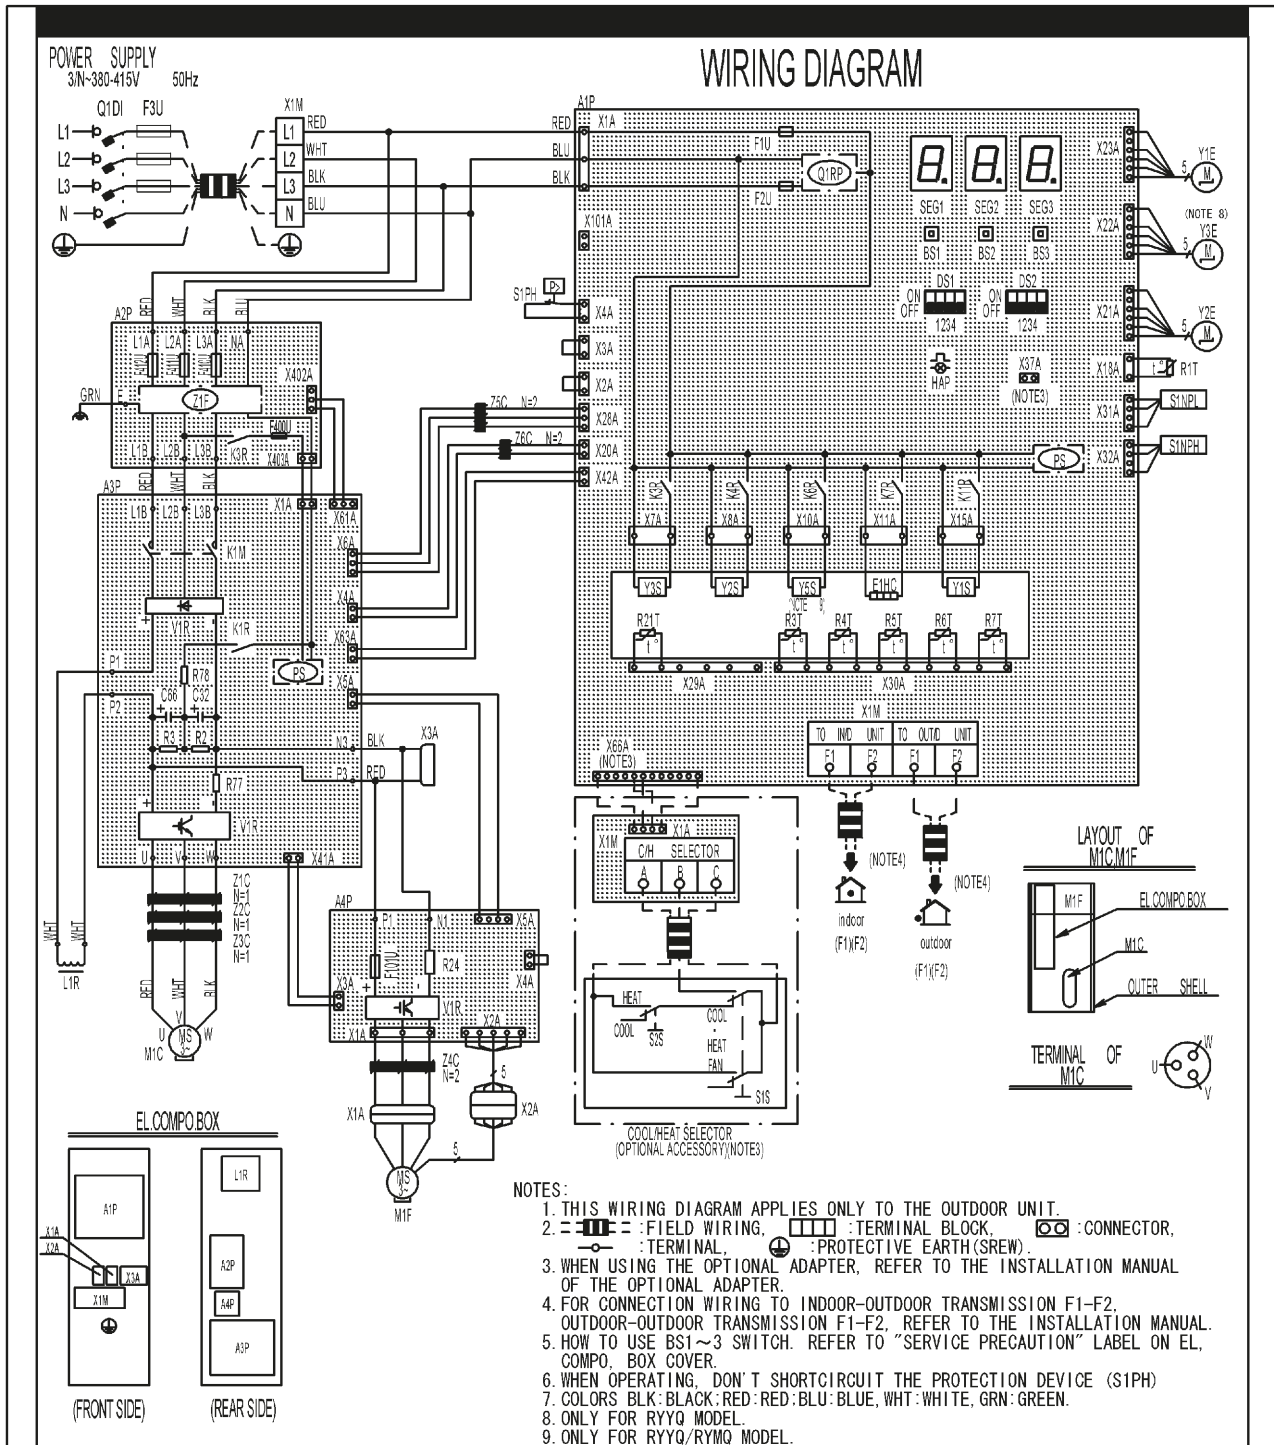 WIRING DIAGRAM
POWER SUPPLY
3/N~380-415V 50Hz
Q1DI F3U X1M
L1 L1 RED
L2 L2 WHT
L3 L3 BLK
N N BLU
A1P
RED X1A
BLU
BLK
F1U
F2U
Q1RP
X101A
SEG1 SEG2 SEG3
BS1 BS2 BS3
DS1 DS2
ON
OFF
1234
ON
OFF
1234
HAP
X37A
(NOTE3)
X23A 5 Y1E
M
(NOTE 8)
X22A 5 Y3E
M
X21A 5 Y2E
M
X18A t° R1T
X31A S1NPL
X32A S1NPH
PS
S1PH P>
X4A
X3A
X2A
X28A
X20A
X42A
Z5C N=2
Z6C N=2
RED WHT BLK BLU
A2P
L1A L2A L3A NA
F412U F411U F410U
X402A
GRN E
Z1F
F400U
L1B L2B L3B K3R X403A
RED WHT BLK
A3P
L1B L2B L3B X1A X61A
K1M
X6A
X4A
X63A
X5A
V1R
K1R
PS
P1
P2
R78
C66 C32
R3 R2
N3 BLK X3A
P3 RED
R77
V1R
U V W X41A
Z1C
N=1
Z2C
N=1
Z3C
N=1
WHT WHT
L1R
RED WHT BLK
U V W
MS
3~
M1C
A4P
P1 N1 X5A
F101U R24
X4A
X3A
V1R
X1A X2A
Z4C
N=2
5
X1A X2A
5
MS
3~
M1F
K3R K4R K6R K7R K11R
X7A X8A X10A X11A X15A
Y3S Y2S Y5S E1HC Y1S
(NOTE 9)
R21T R3T R4T R5T R6T R7T
t° t° t° t° t° t°
X29A X30A
X1M
TO IN/D UNIT TO OUT/D UNIT
F1 F2 F1 F2
X66A
(NOTE3)
X1M X1A
C/H SELECTOR
A B C
(NOTE4)
indoor
(F1)(F2)
(NOTE4)
outdoor
(F1)(F2)
HEAT
COOL S2S
COOL
HEAT
FAN
S1S
COOL/HEAT SELECTOR
(OPTIONAL ACCESSORY)(NOTE3)
LAYOUT OF
M1C,M1F
M1F
EL.COMPO.BOX
M1C
OUTER SHELL
TERMINAL OF
M1C
U W V
EL.COMPO.BOX
A1P
X1A
X2A
X3A
X1M
(FRONT SIDE)
L1R
A2P
A4P
A3P
(REAR SIDE)
NOTES:
1. THIS WIRING DIAGRAM APPLIES ONLY TO THE OUTDOOR UNIT.
2. :FIELD WIRING, :TERMINAL BLOCK, :CONNECTOR,
:TERMINAL, :PROTECTIVE EARTH(SREW).
3. WHEN USING THE OPTIONAL ADAPTER, REFER TO THE INSTALLATION MANUAL
OF THE OPTIONAL ADAPTER.
4. FOR CONNECTION WIRING TO INDOOR-OUTDOOR TRANSMISSION F1-F2,
OUTDOOR-OUTDOOR TRANSMISSION F1-F2, REFER TO THE INSTALLATION MANUAL.
5. HOW TO USE BS1~3 SWITCH. REFER TO "SERVICE PRECAUTION" LABEL ON EL,
COMPO, BOX COVER.
6. WHEN OPERATING, DON'T SHORTCIRCUIT THE PROTECTION DEVICE (S1PH)
7. COLORS BLK:BLACK;RED:RED;BLU:BLUE,WHT:WHITE,GRN:GREEN.
8. ONLY FOR RYYQ MODEL.
9. ONLY FOR RYYQ/RYMQ MODEL.